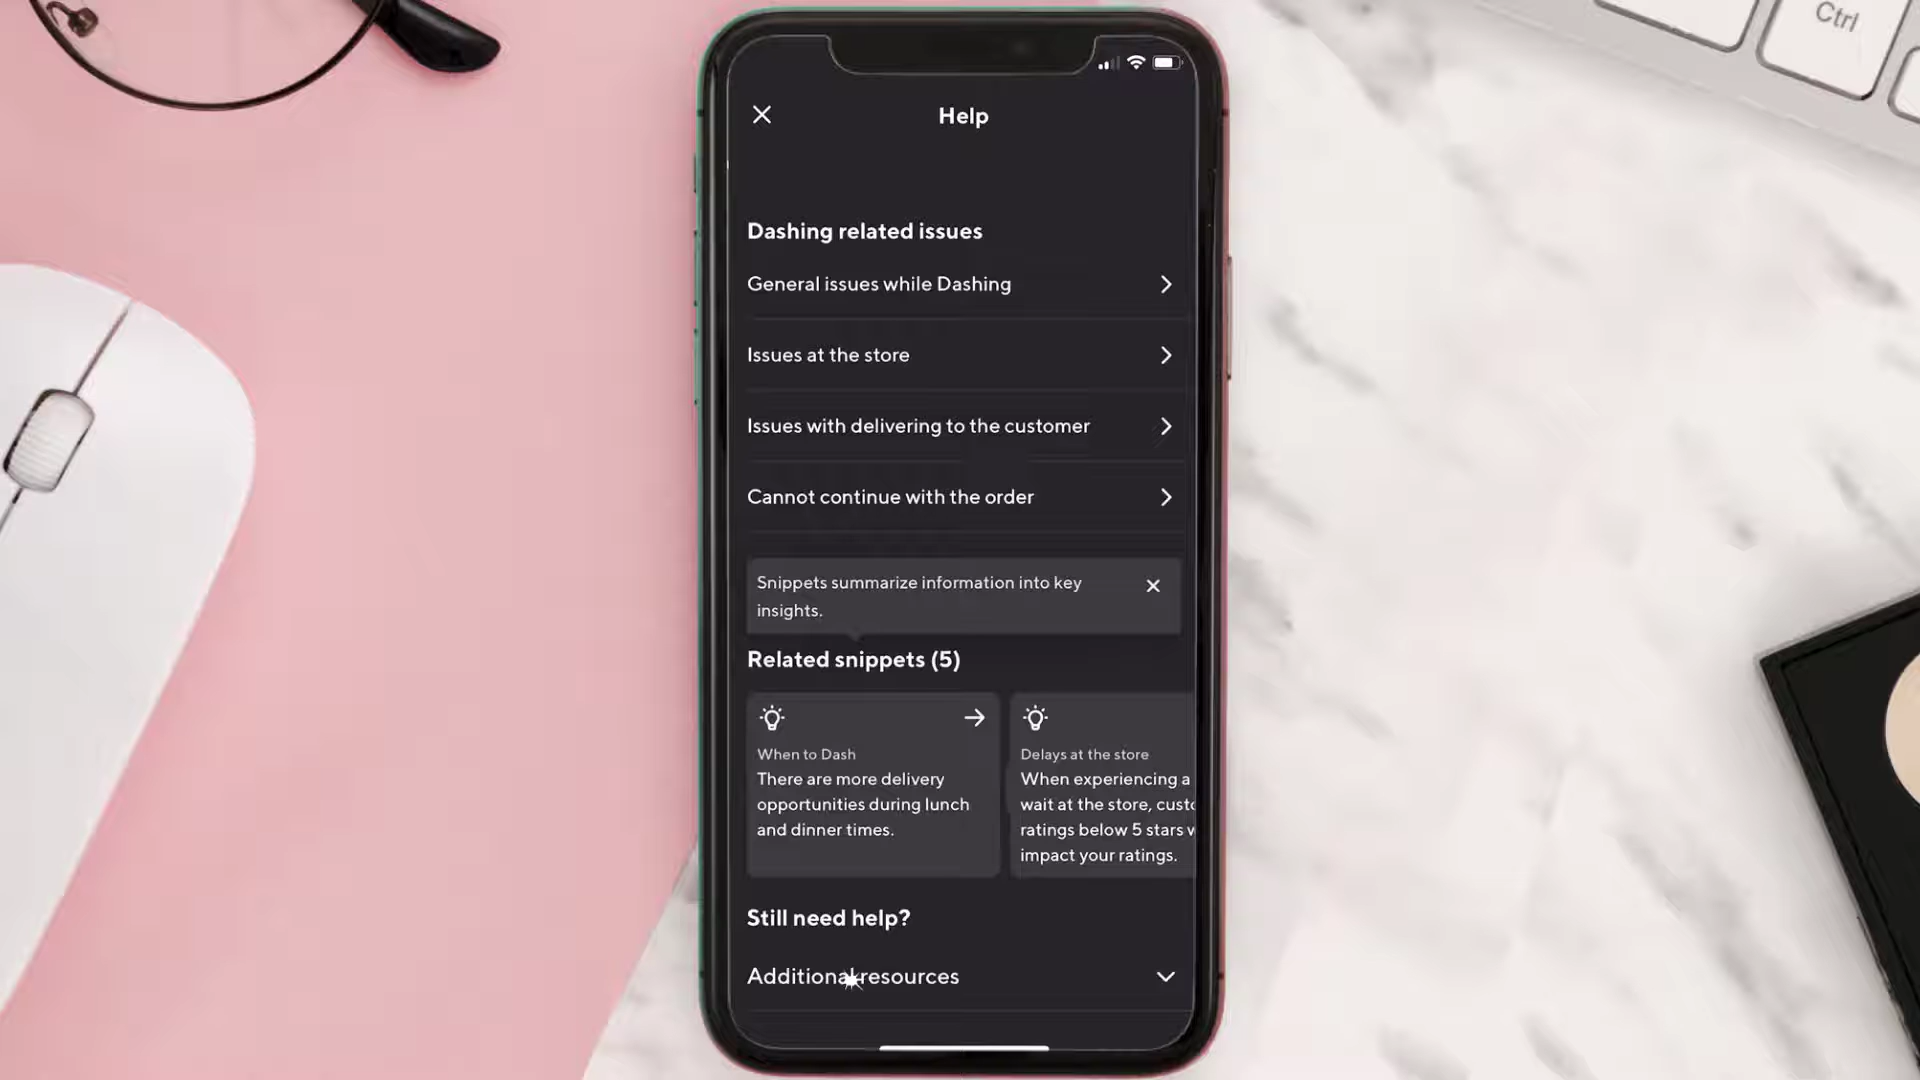 Ctrl
Help
Dashing related issues
General issues while Dashing
Issues at the store
Issues with delivering to the customer
Cannot continue with the order
Snippets summarize information into key
insights.
Related snippets (5)
When to Dash
There are more delivery
opportunities during lunch
and dinner times.
Delays at the store
When experiencing a
wait at the store, custo
ratings below 5 stars w
impact your ratings.
Still need help?
Additional resources